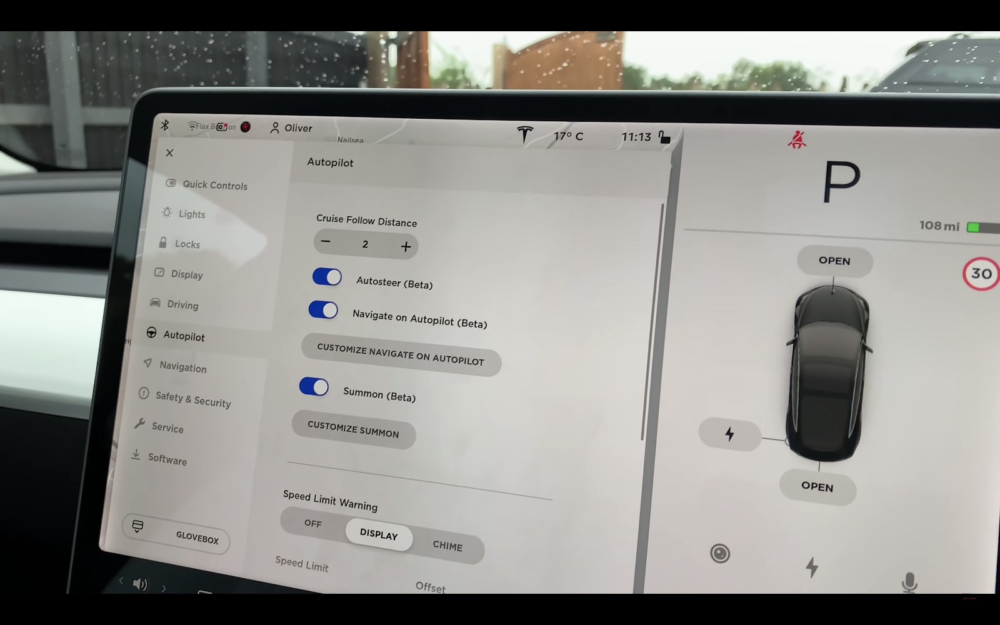 Flax B on
Oliver
Nailsea
17° C
11:13
Autopilot
Quick Controls
Lights
Locks
Display
Driving
Autopilot
Navigation
Safety & Security
Service
Software
GLOVEBOX
Cruise Follow Distance
− 2 +
Autosteer (Beta)
Navigate on Autopilot (Beta)
CUSTOMIZE NAVIGATE ON AUTOPILOT
Summon (Beta)
CUSTOMIZE SUMMON
Speed Limit Warning
OFF DISPLAY CHIME
Speed Limit
Offset
P
108 mi
OPEN
30
OPEN